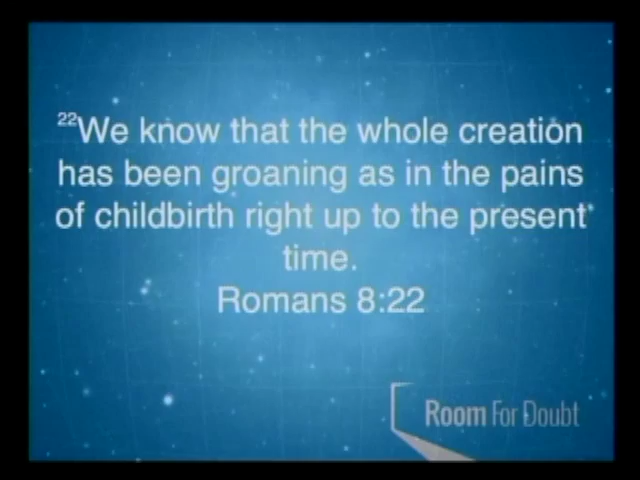 22We know that the whole creation
has been groaning as in the pains
of childbirth right up to the present
time.
Romans 8:22
Room For Doubt